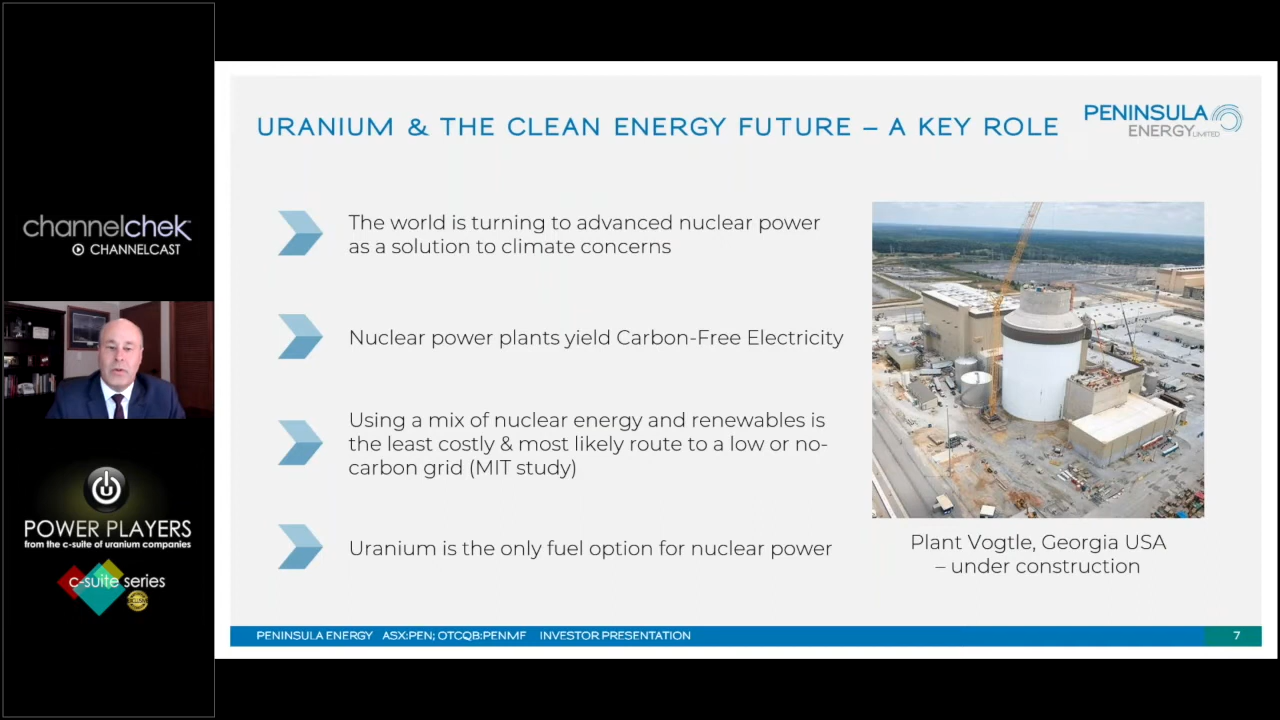 channelchek
CHANNELCAST
POWER PLAYERS
from the c-suite of uranium companies
c-suite series
URANIUM & THE CLEAN ENERGY FUTURE – A KEY ROLE
PENINSULA
ENERGY LIMITED
The world is turning to advanced nuclear power
as a solution to climate concerns
Nuclear power plants yield Carbon-Free Electricity
Using a mix of nuclear energy and renewables is
the least costly & most likely route to a low or no-
carbon grid (MIT study)
Uranium is the only fuel option for nuclear power
Plant Vogtle, Georgia USA
– under construction
PENINSULA ENERGY ASX:PEN; OTCQB:PENMF INVESTOR PRESENTATION
7